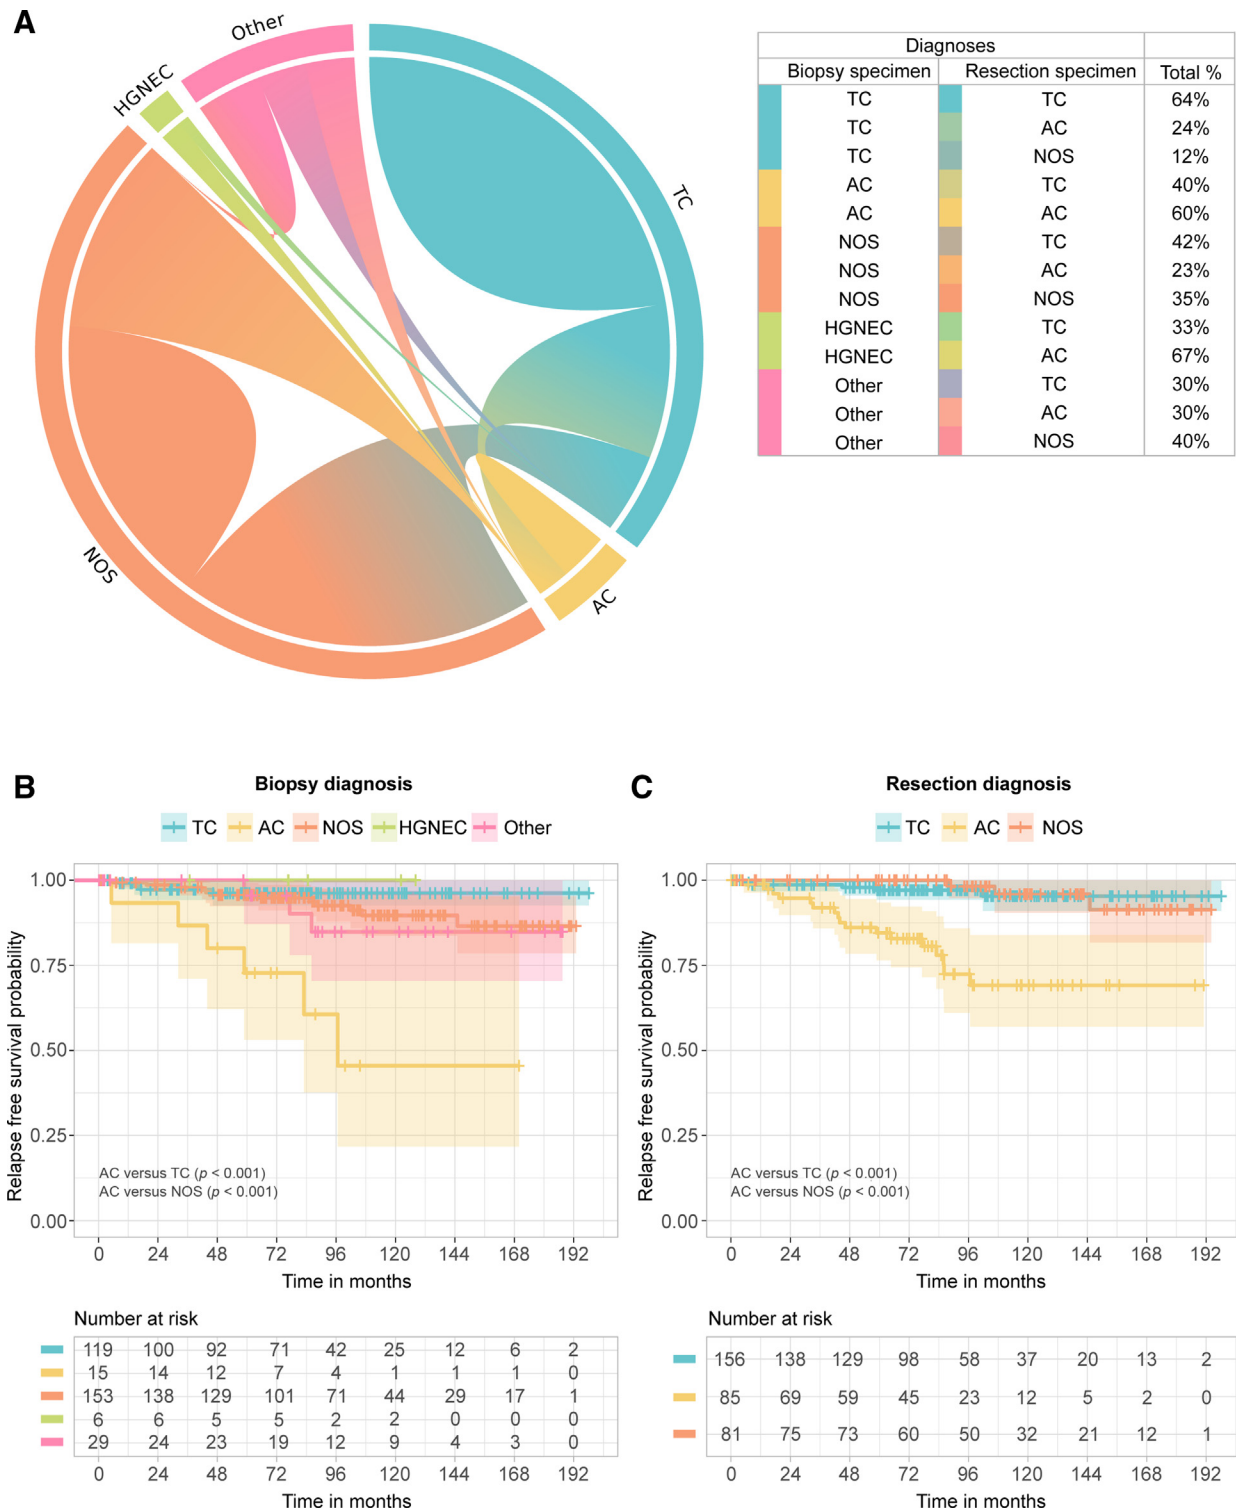 A
Other
HGNEC
TC
NOS
AC
Diagnoses
Biopsy specimen Resection specimen Total %
TC TC 64%
TC AC 24%
TC NOS 12%
AC TC 40%
AC AC 60%
NOS TC 42%
NOS AC 23%
NOS NOS 35%
HGNEC TC 33%
HGNEC AC 67%
Other TC 30%
Other AC 30%
Other NOS 40%
B
Biopsy diagnosis
TC AC NOS HGNEC Other
Relapse free survival probability
1.00
0.75
0.50
0.25
0.00
AC versus TC (p < 0.001)
AC versus NOS (p < 0.001)
0 24 48 72 96 120 144 168 192
Time in months
Number at risk
119 100 92 71 42 25 12 6 2
15 14 12 7 4 1 1 1 0
153 138 129 101 71 44 29 17 1
6 6 5 5 2 2 0 0 0
29 24 23 19 12 9 4 3 0
0 24 48 72 96 120 144 168 192
Time in months
C
Resection diagnosis
TC AC NOS
Relapse free survival probability
1.00
0.75
0.50
0.25
0.00
AC versus TC (p < 0.001)
AC versus NOS (p < 0.001)
0 24 48 72 96 120 144 168 192
Time in months
Number at risk
156 138 129 98 58 37 20 13 2
85 69 59 45 23 12 5 2 0
81 75 73 60 50 32 21 12 1
0 24 48 72 96 120 144 168 192
Time in months